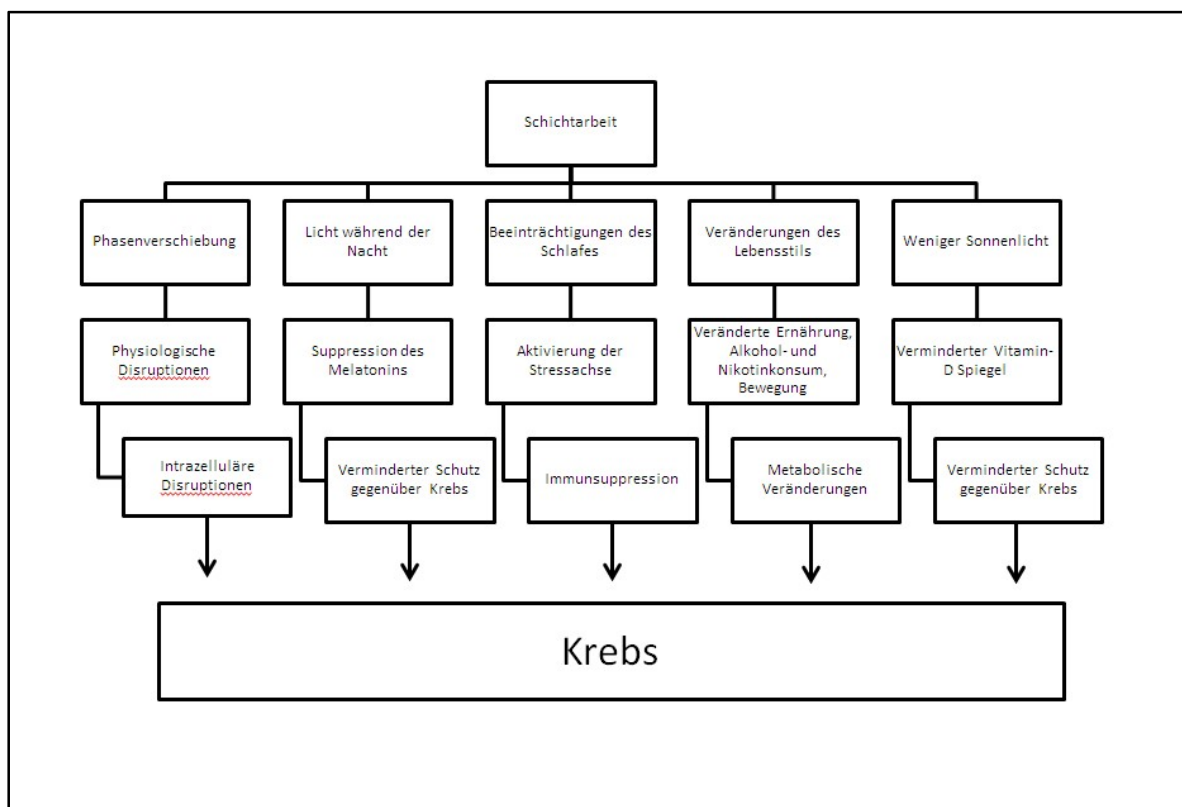 Schichtarbeit
Phasenverschiebung
Licht während der
Nacht
Beeinträchtigungen des
Schlafes
Veränderungen des
Lebensstils
Weniger Sonnenlicht
Physiologische
Disruptionen
Suppression des
Melatonins
Aktivierung der
Stressachse
Veränderte Ernährung,
Alkohol- und
Nikotinkonsum,
Bewegung
Verminderter Vitamin-
D Spiegel
Intrazelluläre
Disruptionen
Verminderter Schutz
gegenüber Krebs
Immunsuppression
Metabolische
Veränderungen
Verminderter Schutz
gegenüber Krebs
Krebs